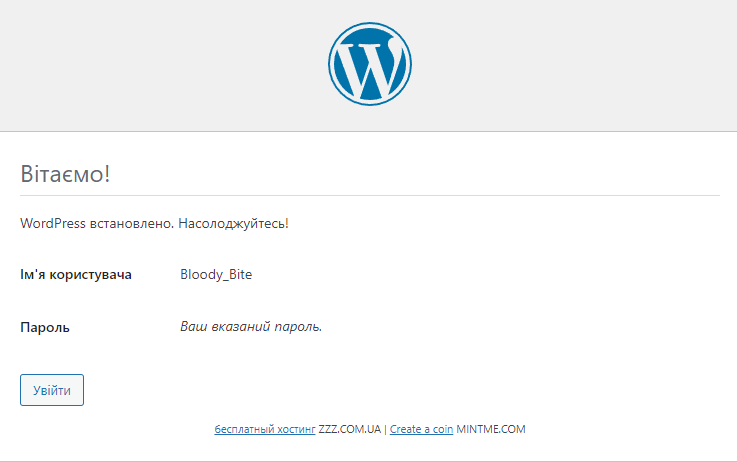 Вітаємо!
WordPress встановлено. Насолоджуйтесь!
Ім'я користувача Bloody_Bite
Пароль Ваш вказаний пароль.
Увійти
бесплатный хостинг ZZZ.COM.UA | Create a coin MINTME.COM